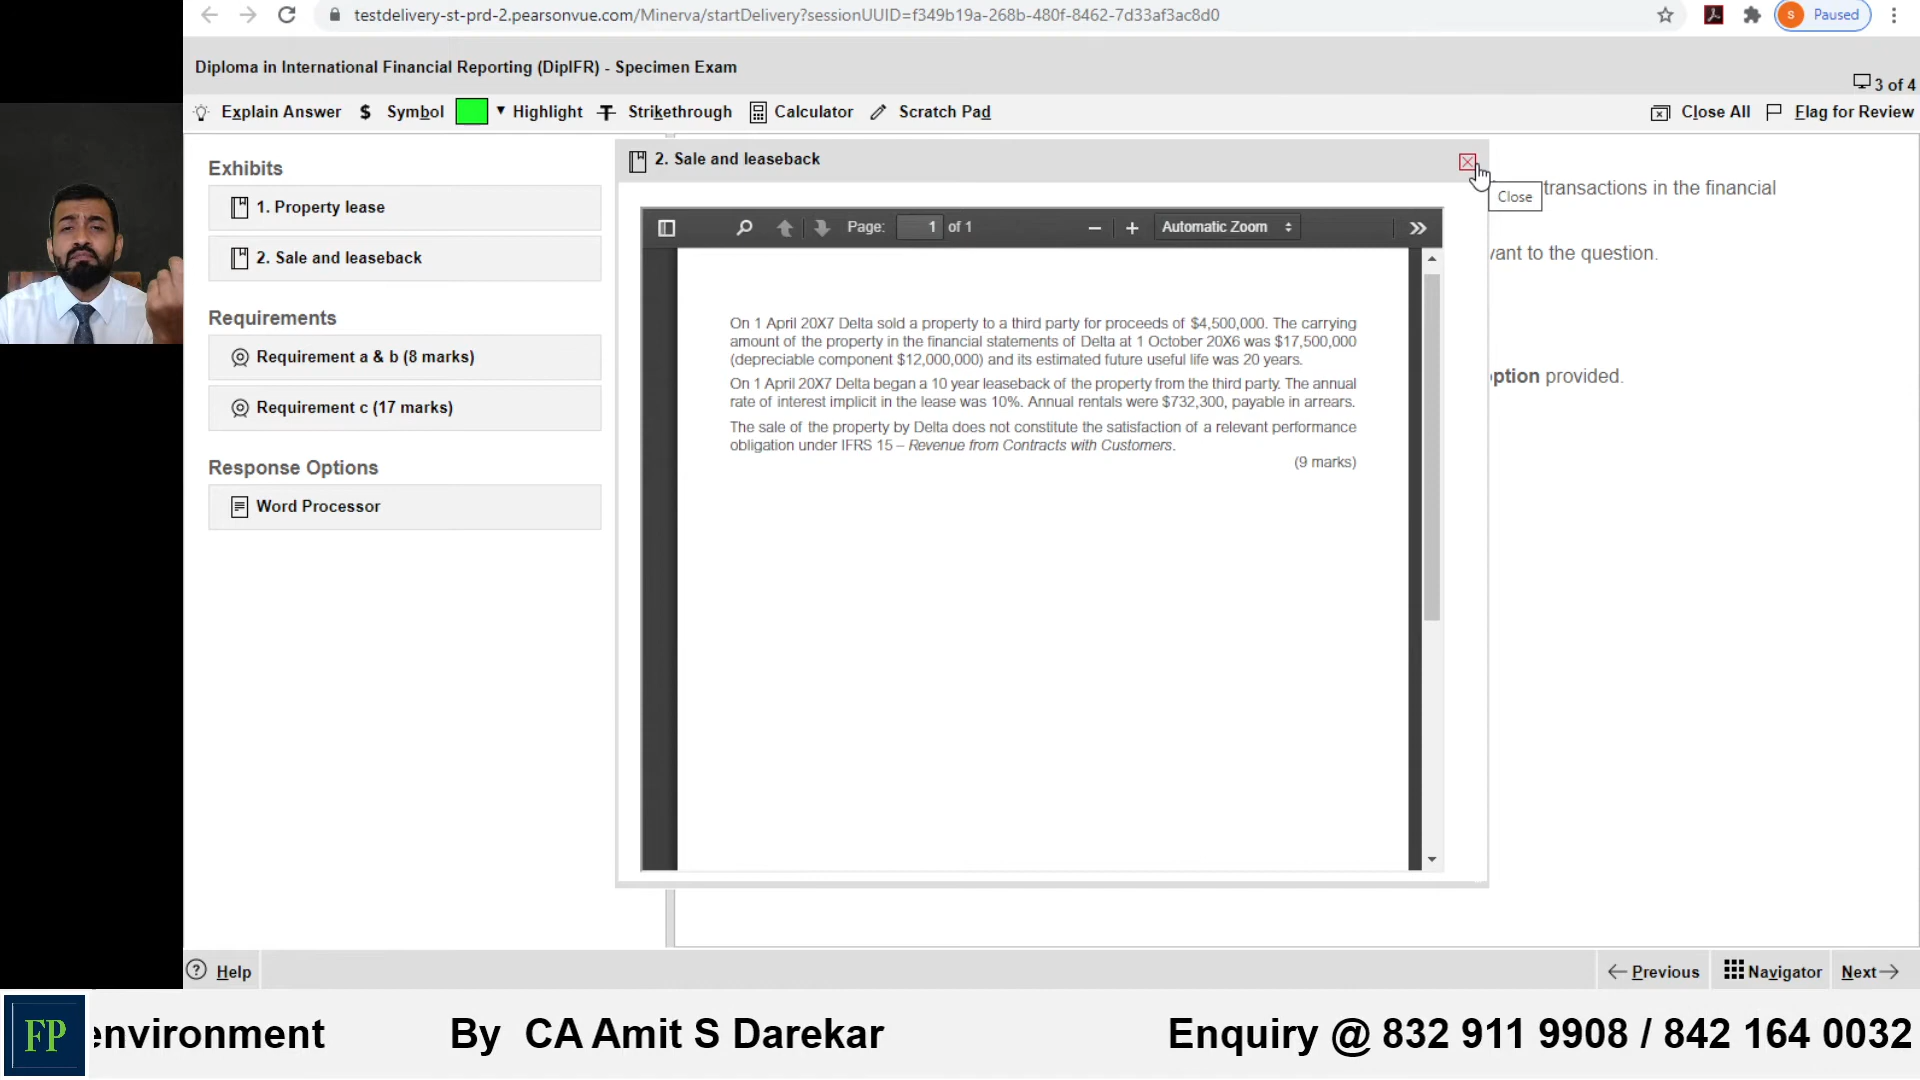 testdelivery-st-prd-2.pearsonvue.com/Minerva/startDelivery?sessionUUID=f349b19a-268b-480f-8462-7d33af3ac8d0
S Paused
Diploma in International Financial Reporting (DipIFR) - Specimen Exam
3 of 4
Explain Answer $ Symbol Highlight Strikethrough Calculator Scratch Pad Close All Flag for Review
Exhibits
1. Property lease
2. Sale and leaseback
Requirements
Requirement a & b (8 marks)
Requirement c (17 marks)
Response Options
Word Processor
2. Sale and leaseback
Close
transactions in the financial
vant to the question.
ption provided.
Page: 1 of 1 Automatic Zoom
On 1 April 20X7 Delta sold a property to a third party for proceeds of $4,500,000. The carrying
amount of the property in the financial statements of Delta at 1 October 20X6 was $17,500,000
(depreciable component $12,000,000) and its estimated future useful life was 20 years.
On 1 April 20X7 Delta began a 10 year leaseback of the property from the third party. The annual
rate of interest implicit in the lease was 10%. Annual rentals were $732,300, payable in arrears.
The sale of the property by Delta does not constitute the satisfaction of a relevant performance
obligation under IFRS 15 – Revenue from Contracts with Customers.
(9 marks)
Help
Previous Navigator Next
FP environment By CA Amit S Darekar Enquiry @ 832 911 9908 / 842 164 0032